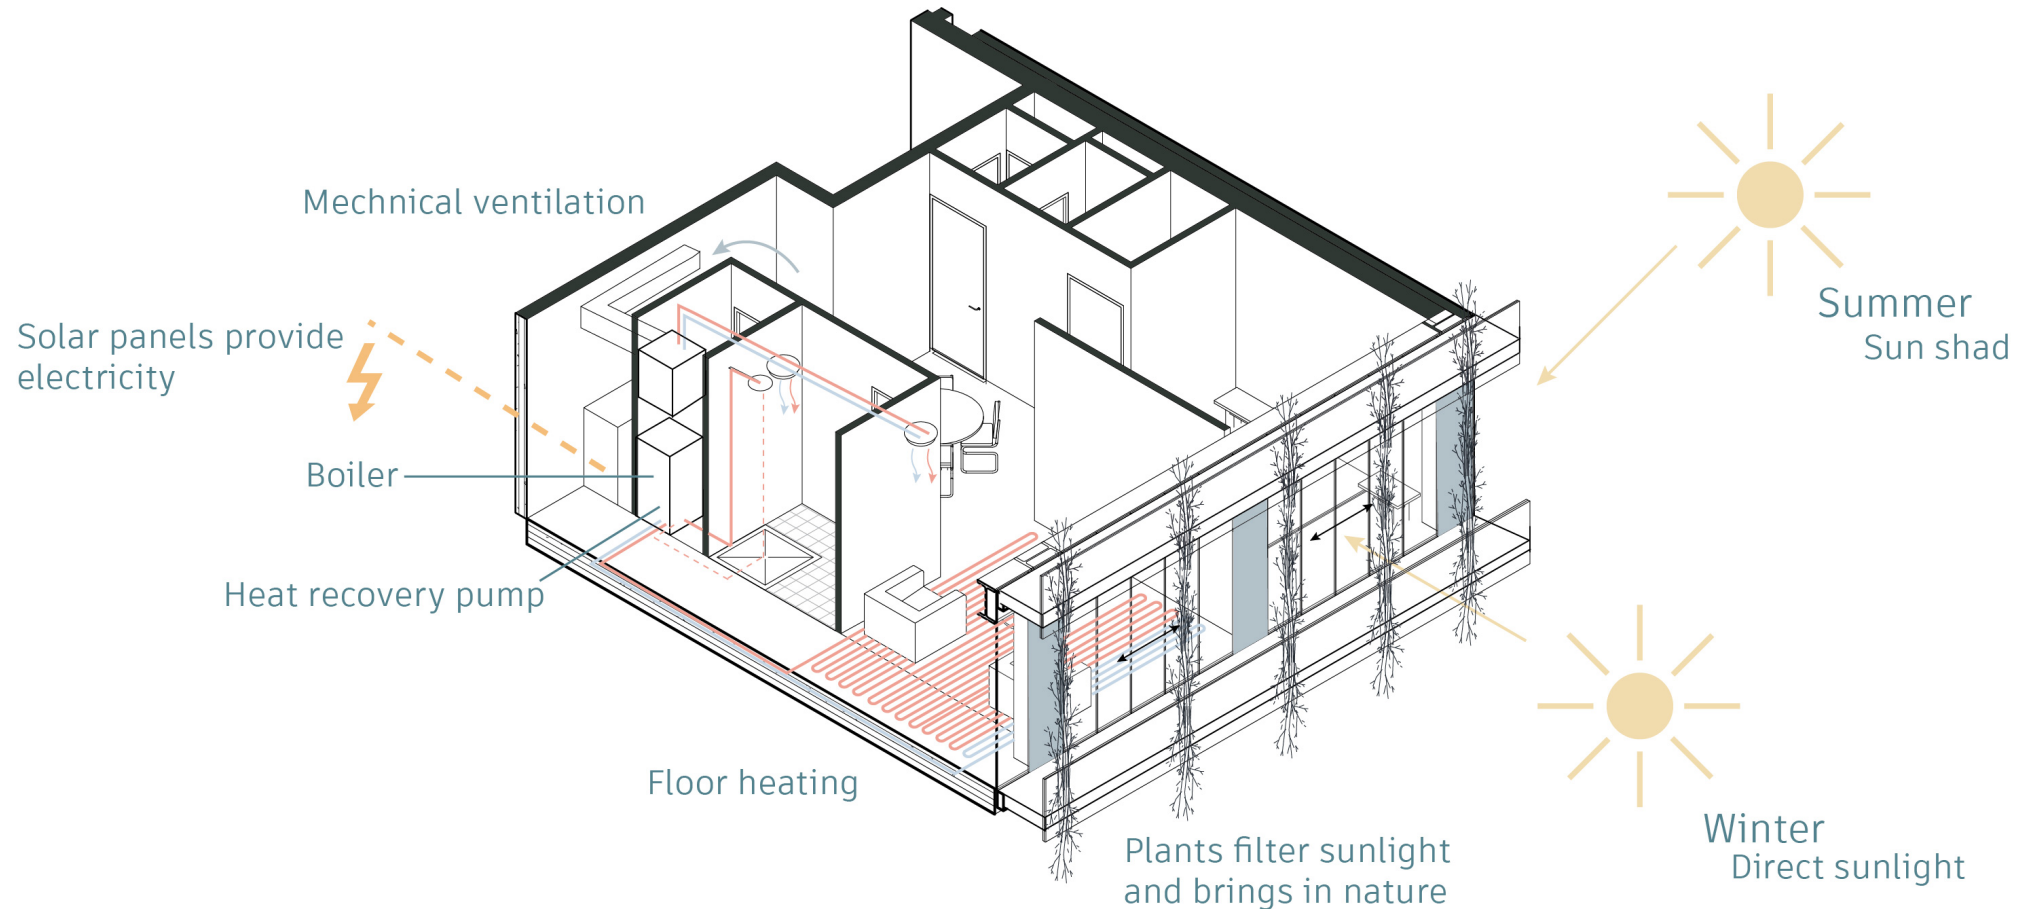 Mechnical ventilation
Solar panels provide
electricity
Boiler
Heat recovery pump
Floor heating
Plants filter sunlight
and brings in nature
Summer
Sun shad
Winter
Direct sunlight